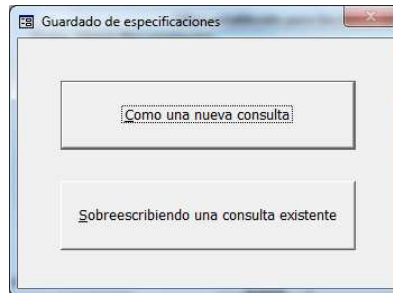 Guardado de especificaciones
Como una nueva consulta
Sobreescribiendo una consulta existente